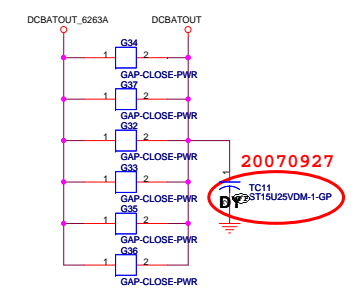 DCBATOUT_6263A DCBATOUT
G34
1 2
GAP-CLOSE-PWR
G37
1 2
GAP-CLOSE-PWR
G32
1 2
GAP-CLOSE-PWR
20070927
G33
1 2
1
GAP-CLOSE-PWR
TC11
DY
2
ST15U25VDM-1-GP
G35
1 2
GAP-CLOSE-PWR
G36
1 2
GAP-CLOSE-PWR